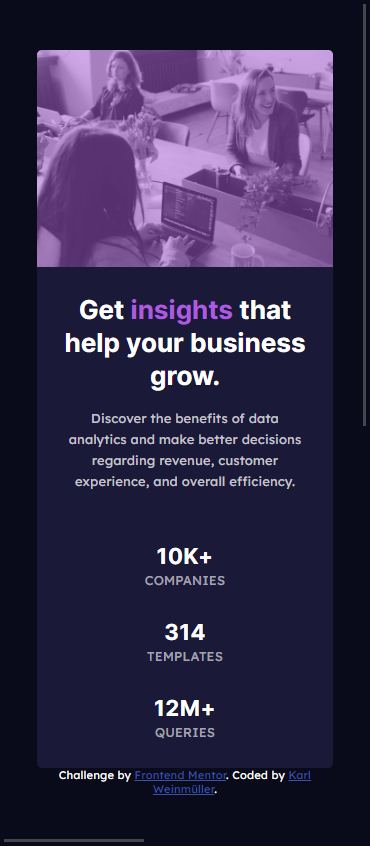 Get insights that
help your business
grow.
Discover the benefits of data
analytics and make better decisions
regarding revenue, customer
experience, and overall efficiency.
10K+
COMPANIES
314
TEMPLATES
12M+
QUERIES
Challenge by Frontend Mentor. Coded by Karl
Weinmüller.